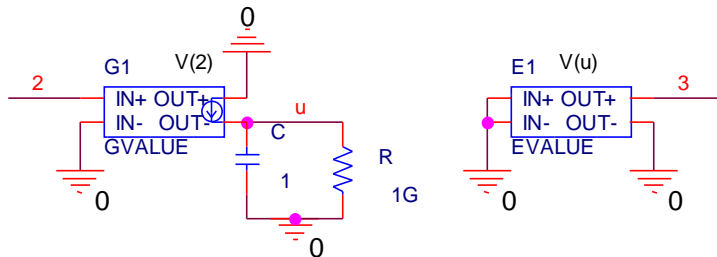 0
G1 V(2)
2
IN+ OUT+
IN- OUT-
GVALUE
0
u
C
1
R
1G
0
E1 V(u)
3
IN+ OUT+
IN- OUT-
EVALUE
0
0